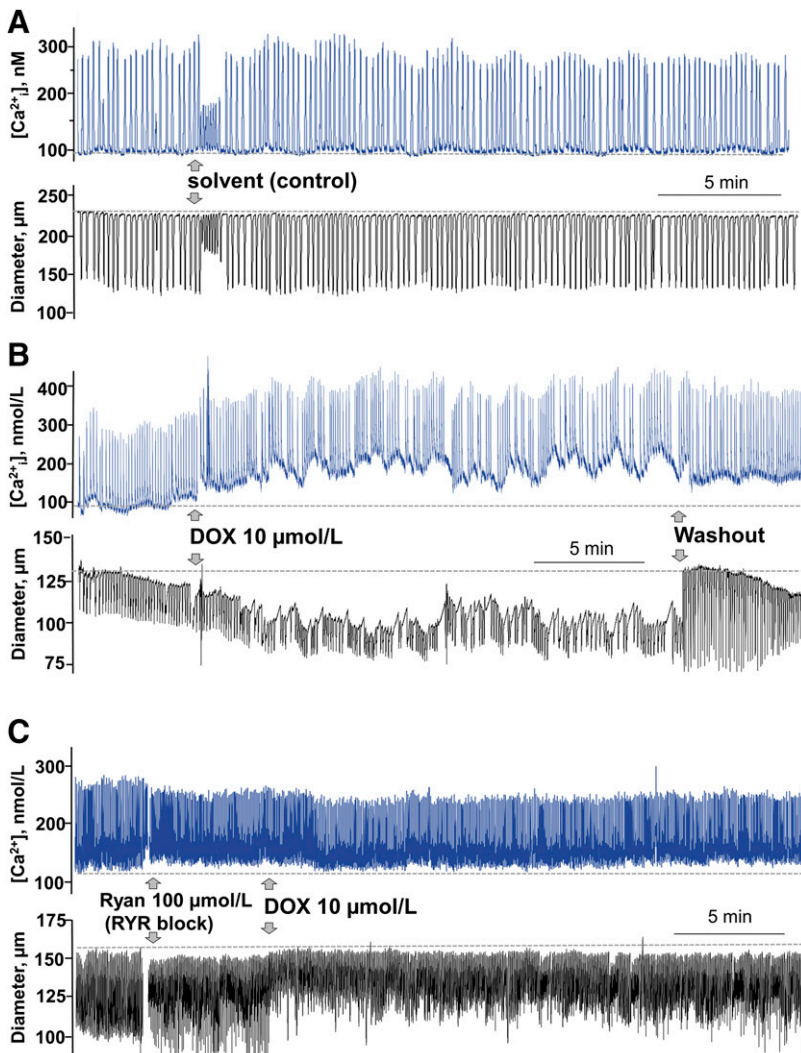 A
[Ca²⁺ᵢ], nM
300
200
100
solvent (control)
5 min
Diameter, µm
250
200
150
100
B
[Ca²⁺ᵢ], nmol/L
400
300
200
100
DOX 10 µmol/L
5 min
Washout
Diameter, µm
150
125
100
75
C
[Ca²⁺ᵢ], nmol/L
300
200
100
Ryan 100 µmol/L
(RYR block)
DOX 10 µmol/L
5 min
Diameter, µm
175
150
125
100